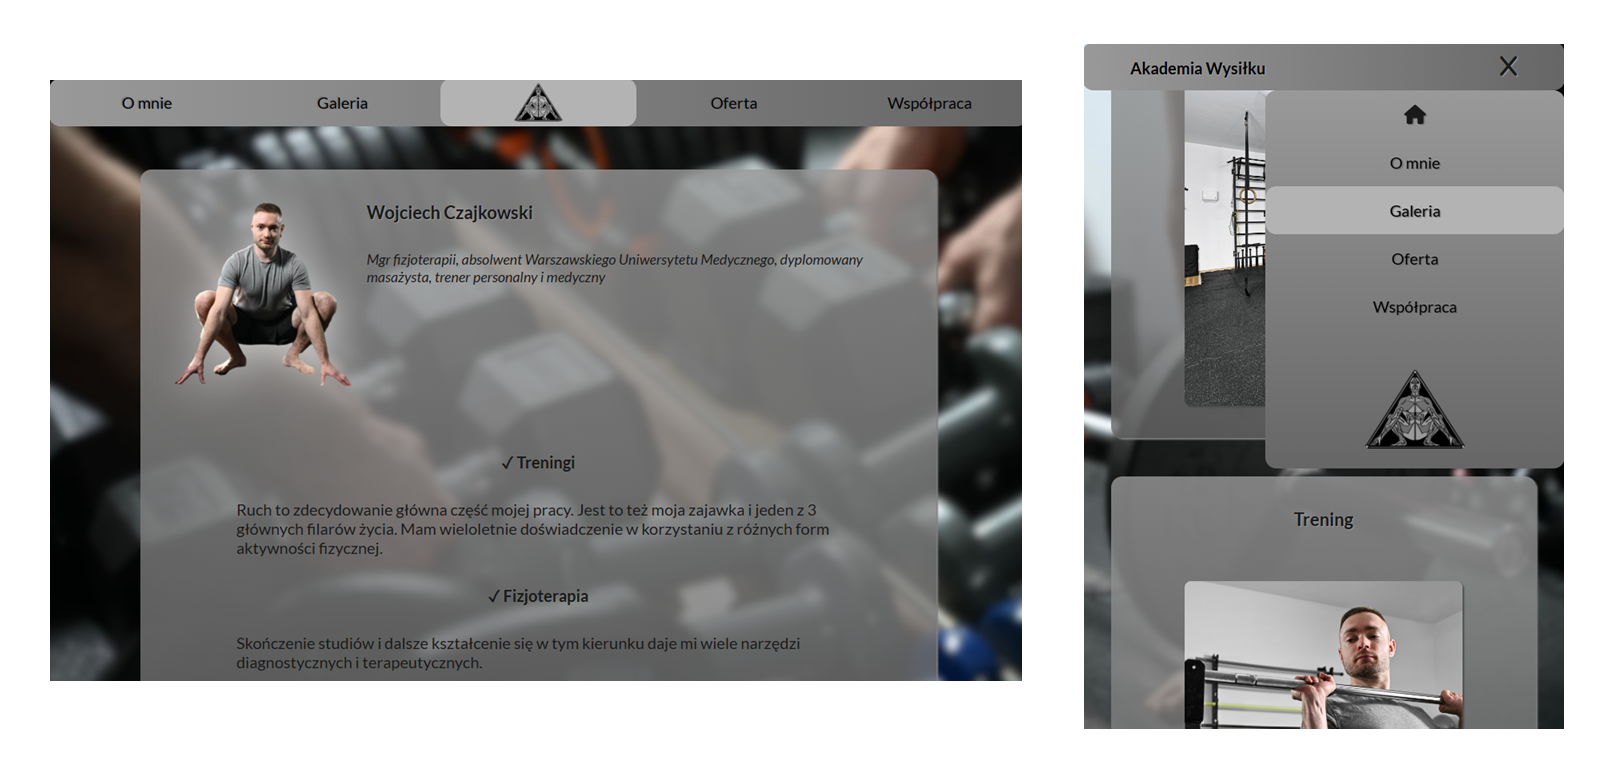 O mnie
Galeria
Oferta
Współpraca
Wojciech Czajkowski
Mgr fizjoterapii, absolwent Warszawskiego Uniwersytetu Medycznego, dyplomowany
masażysta, trener personalny i medyczny
✓ Treningi
Ruch to zdecydowanie główna część mojej pracy. Jest to też moja zajawka i jeden z 3
głównych filarów życia. Mam wieloletnie doświadczenie w korzystaniu z różnych form
aktywności fizycznej.
✓ Fizjoterapia
Skończenie studiów i dalsze kształcenie się w tym kierunku daje mi wiele narzędzi
diagnostycznych i terapeutycznych.
Akademia Wysiłku
X
O mnie
Galeria
Oferta
Współpraca
Trening